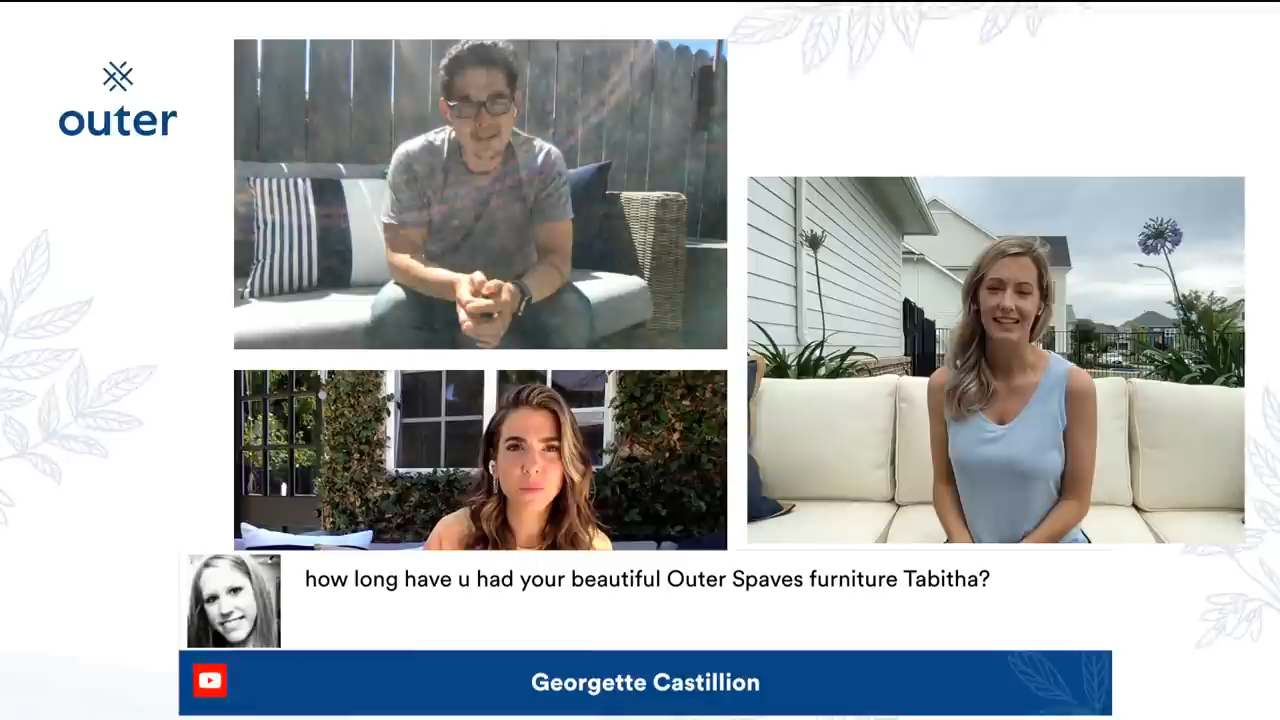 outer
how long have u had your beautiful Outer Spaves furniture Tabitha?
Georgette Castillion